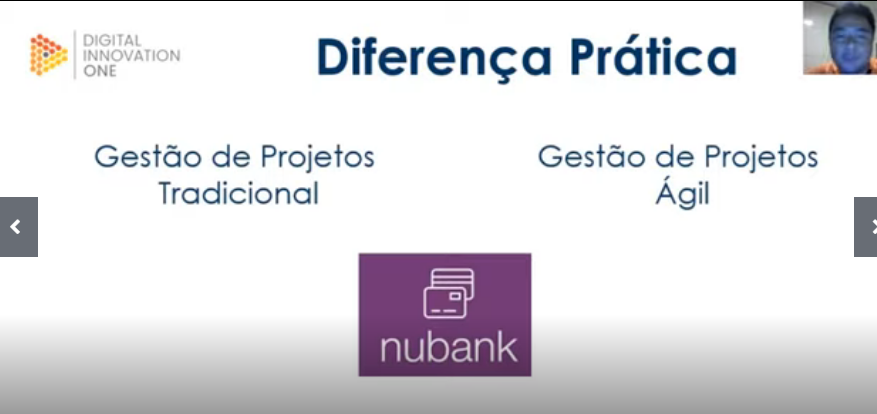 DIGITAL
INNOVATION
ONE
Diferença Prática
Gestão de Projetos
Tradicional
Gestão de Projetos
Ágil
nubank